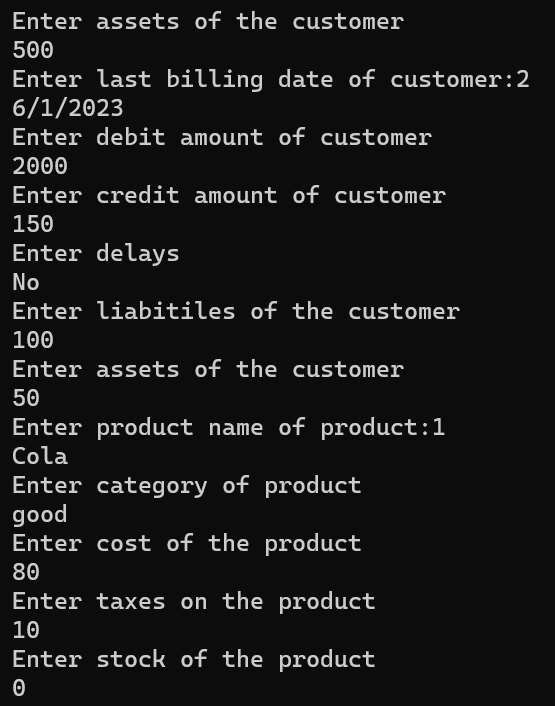 Enter assets of the customer
500
Enter last billing date of customer:2
6/1/2023
Enter debit amount of customer
2000
Enter credit amount of customer
150
Enter delays
No
Enter liabitiles of the customer
100
Enter assets of the customer
50
Enter product name of product:1
Cola
Enter category of product
good
Enter cost of the product
80
Enter taxes on the product
10
Enter stock of the product
0